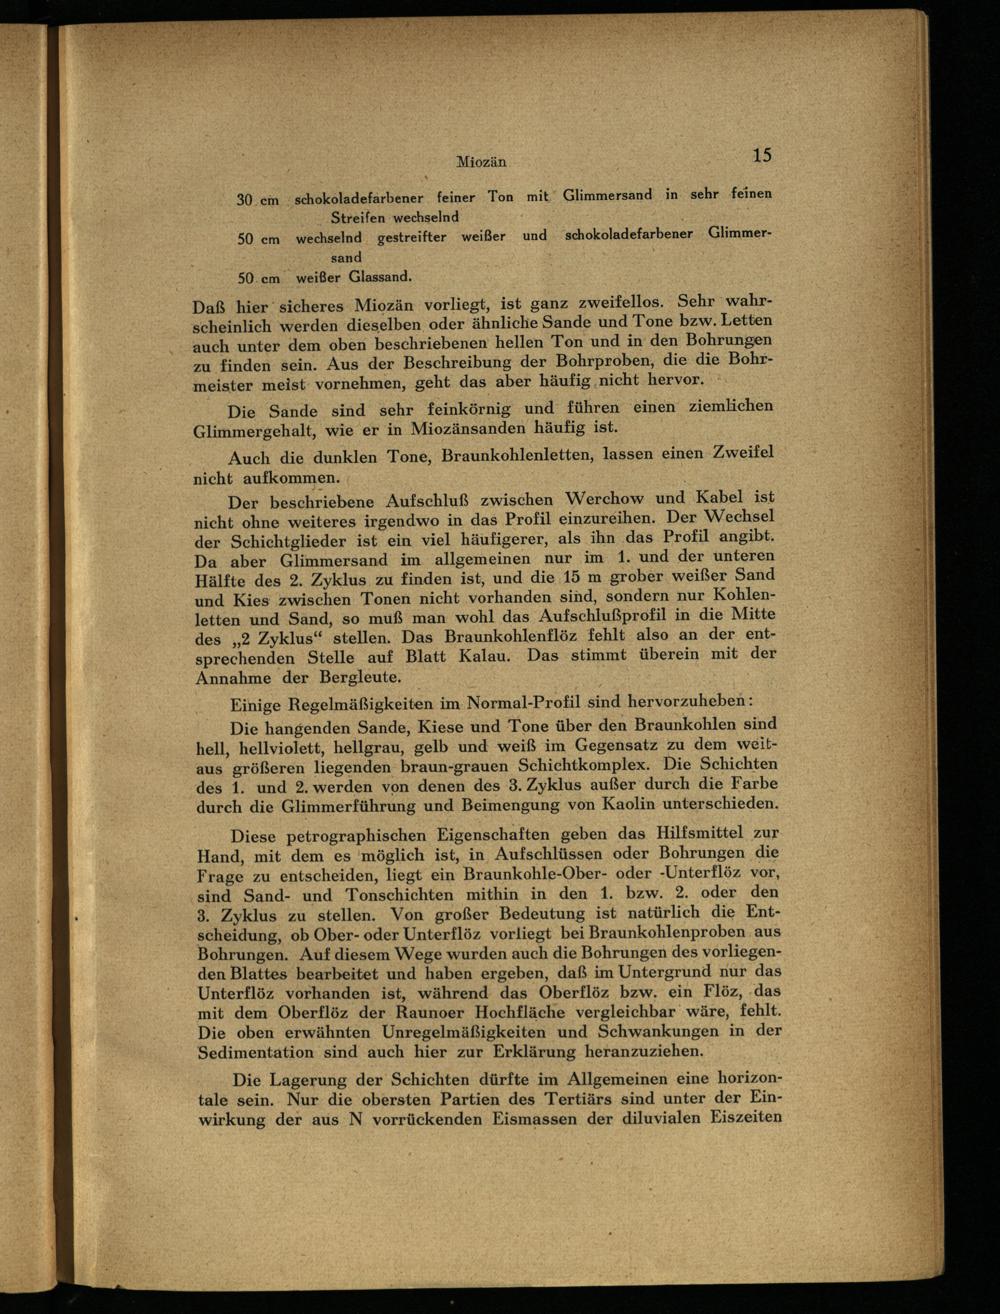 Miozän
15
30 cm schokoladefarbener feiner Ton mit Glimmersand in sehr feinen
Streifen wechselnd
50 cm wechselnd gestreifter weißer und schokoladefarbener Glimmer-
sand
50 cm weißer Glassand.
Daß hier sicheres Miozän vorliegt, ist ganz zweifellos. Sehr wahr-
scheinlich werden dieselben oder ähnliche Sande und Tone bzw. Letten
auch unter dem oben beschriebenen hellen Ton und in den Bohrungen
zu finden sein. Aus der Beschreibung der Bohrproben, die die Bohr-
meister meist vornehmen, geht das aber häufig nicht hervor.
Die Sande sind sehr feinkörnig und führen einen ziemlichen
Glimmergehalt, wie er in Miozänsanden häufig ist.
Auch die dunklen Tone, Braunkohlenletten, lassen einen Zweifel
nicht aufkommen.
Der beschriebene Aufschluß zwischen Werchow und Kabel ist
nicht ohne weiteres irgendwo in das Profil einzureihen. Der Wechsel
der Schichtglieder ist ein viel häufigerer, als ihn das Profil angibt.
Da aber Glimmersand im allgemeinen nur im 1. und der unteren
Hälfte des 2. Zyklus zu finden ist, und die 15 m grober weißer Sand
und Kies zwischen Tonen nicht vorhanden sind, sondern nur Kohlen-
letten und Sand, so muß man wohl das Aufschlußprofil in die Mitte
des „2 Zyklus“ stellen. Das Braunkohlenflöz fehlt also an der ent-
sprechenden Stelle auf Blatt Kalau. Das stimmt überein mit der
Annahme der Bergleute.
Einige Regelmäßigkeiten im Normal-Profil sind hervorzuheben:
Die hangenden Sande, Kiese und Tone über den Braunkohlen sind
hell, hellviolett, hellgrau, gelb und weiß im Gegensatz zu dem weit-
aus größeren liegenden braun-grauen Schichtkomplex. Die Schichten
des 1. und 2. werden von denen des 3. Zyklus außer durch die Farbe
durch die Glimmerführung und Beimengung von Kaolin unterschieden.
Diese petrographischen Eigenschaften geben das Hilfsmittel zur
Hand, mit dem es möglich ist, in Aufschlüssen oder Bohrungen die
Frage zu entscheiden, liegt ein Braunkohle-Ober- oder -Unterflöz vor,
sind Sand- und Tonschichten mithin in den 1. bzw. 2. oder den
3. Zyklus zu stellen. Von großer Bedeutung ist natürlich die Ent-
scheidung, ob Ober- oder Unterflöz vorliegt bei Braunkohlenproben aus
Bohrungen. Auf diesem Wege wurden auch die Bohrungen des vorliegen-
den Blattes bearbeitet und haben ergeben, daß im Untergrund nur das
Unterflöz vorhanden ist, während das Oberflöz bzw. ein Flöz, das
mit dem Oberflöz der Raunoer Hochfläche vergleichbar wäre, fehlt.
Die oben erwähnten Unregelmäßigkeiten und Schwankungen in der
Sedimentation sind auch hier zur Erklärung heranzuziehen.
Die Lagerung der Schichten dürfte im Allgemeinen eine horizon-
tale sein. Nur die obersten Partien des Tertiärs sind unter der Ein-
wirkung der aus N vorrückenden Eismassen der diluvialen Eiszeiten